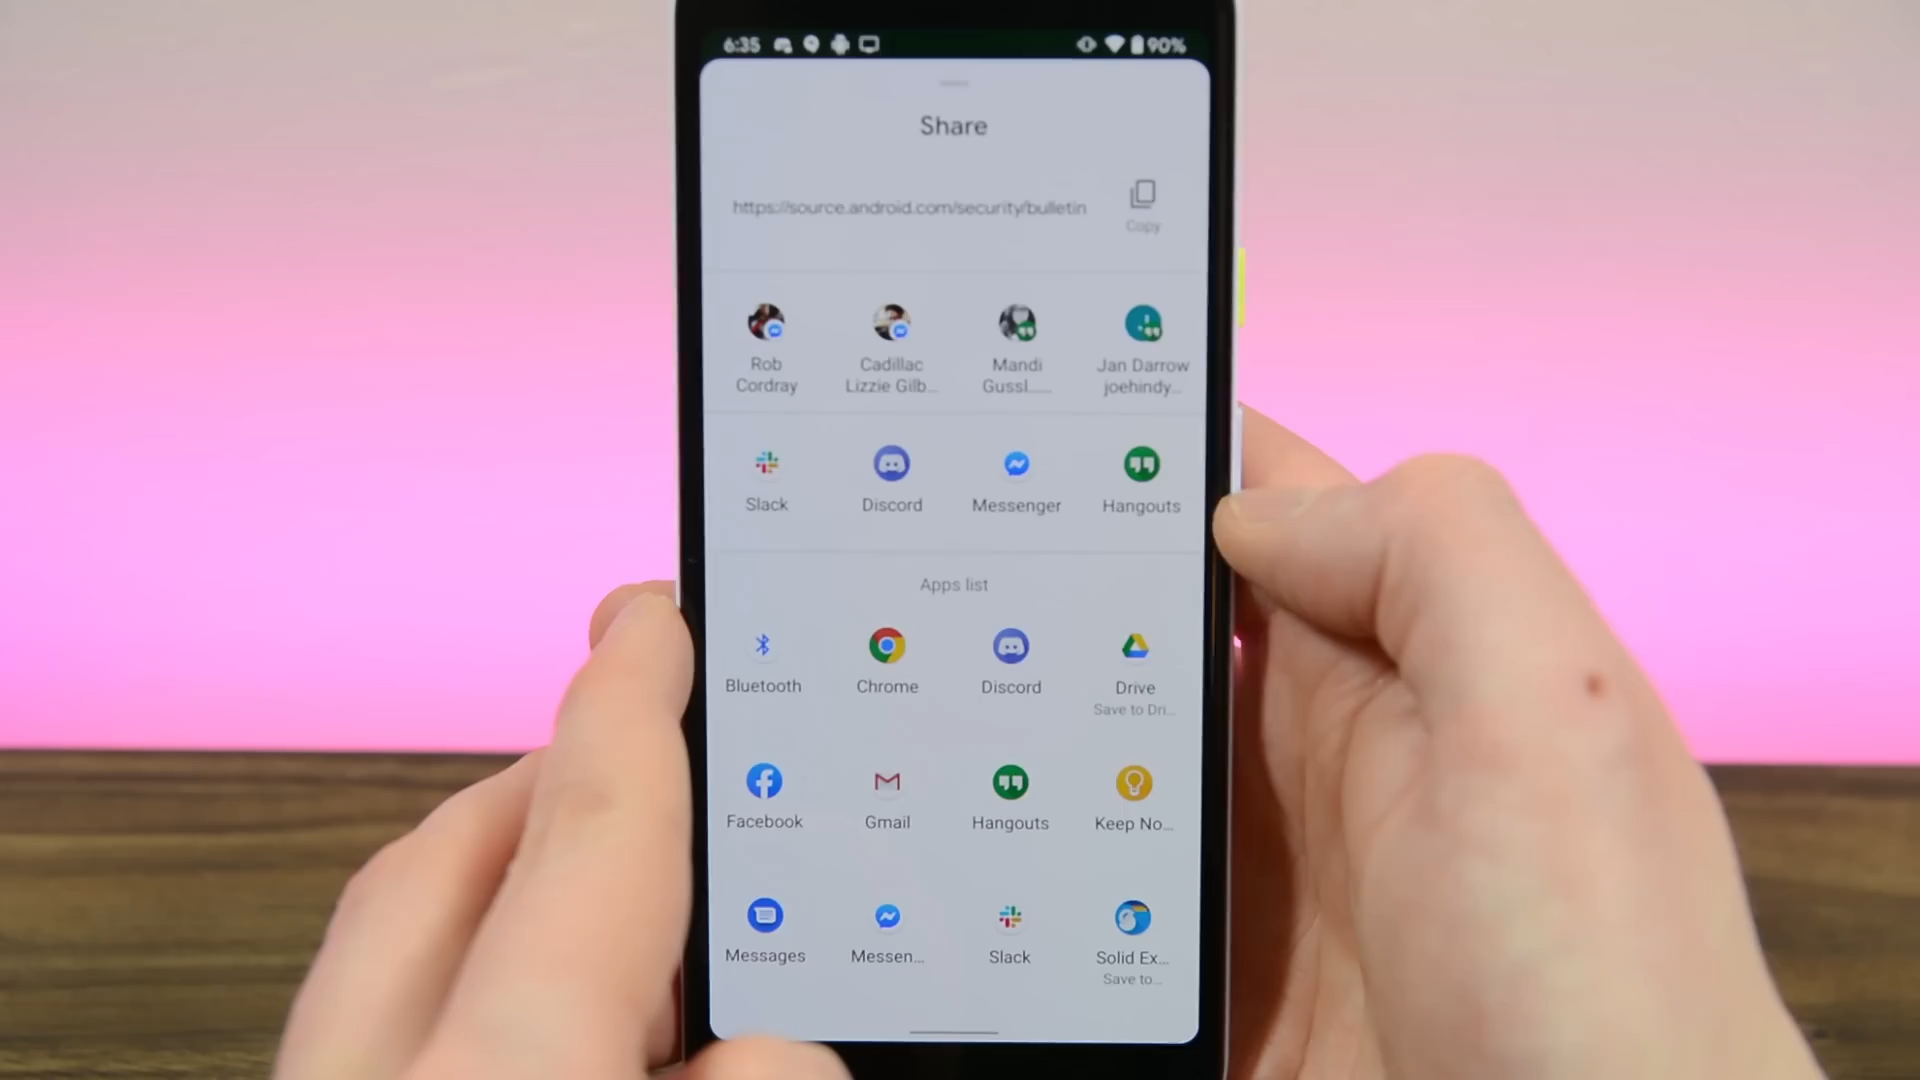 6:35 90%
Share
https://source.android.com/security/bulletin
Copy
Rob Cordray
Cadillac Lizzie Gilb...
Mandi Gussl......
Jan Darrow joehindy...
Slack Discord Messenger Hangouts
Apps list
Bluetooth Chrome Discord Drive
Save to Dri...
Facebook Gmail Hangouts Keep No...
Messages Messen... Slack Solid Ex...
Save to...